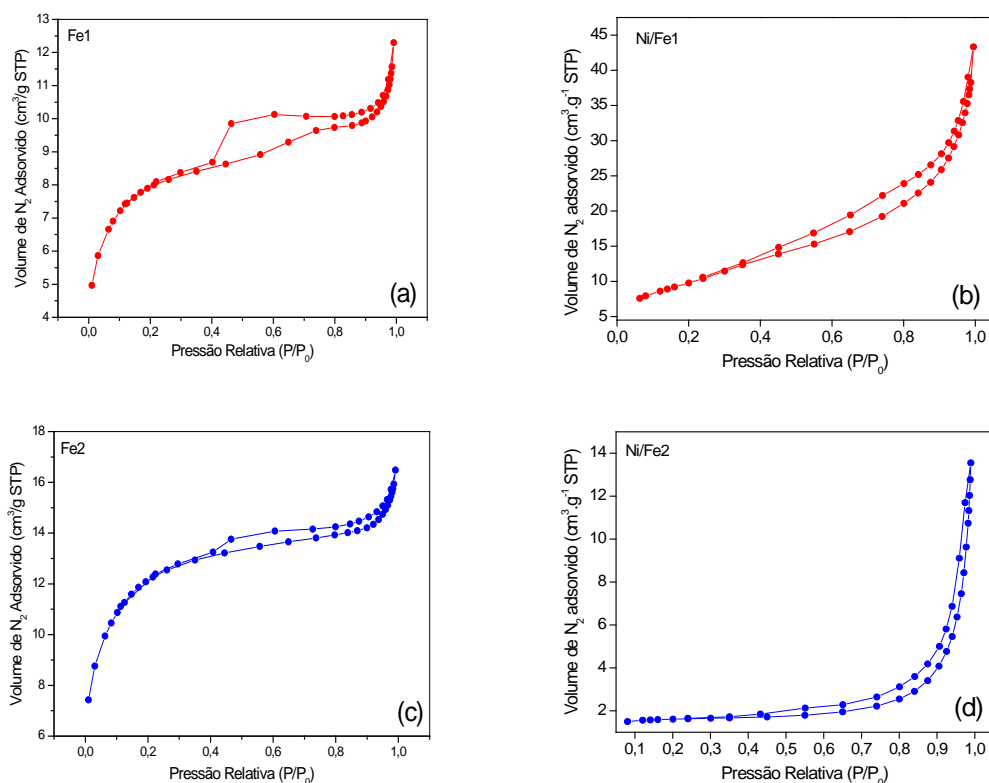 Fe1
13
12
11
10
9
8
7
6
5
4
0,0 0,2 0,4 0,6 0,8 1,0
Volume de N2 Adsorvido (cm³/g STP)
Pressão Relativa (P/P0)
(a)
Ni/Fe1
45
40
35
30
25
20
15
10
5
0,0 0,2 0,4 0,6 0,8 1,0
Volume de N2 adsorvido (cm³.g⁻¹ STP)
Pressão Relativa (P/P0)
(b)
Fe2
18
16
14
12
10
8
6
0,0 0,2 0,4 0,6 0,8 1,0
Volume de N2 Adsorvido (cm³/g STP)
Pressão Relativa (P/P0)
(c)
Ni/Fe2
14
12
10
8
6
4
2
0,1 0,2 0,3 0,4 0,5 0,6 0,7 0,8 0,9 1,0
Volume de N2 adsorvido (cm³.g⁻¹ STP)
Pressão Relativa (P/P0)
(d)